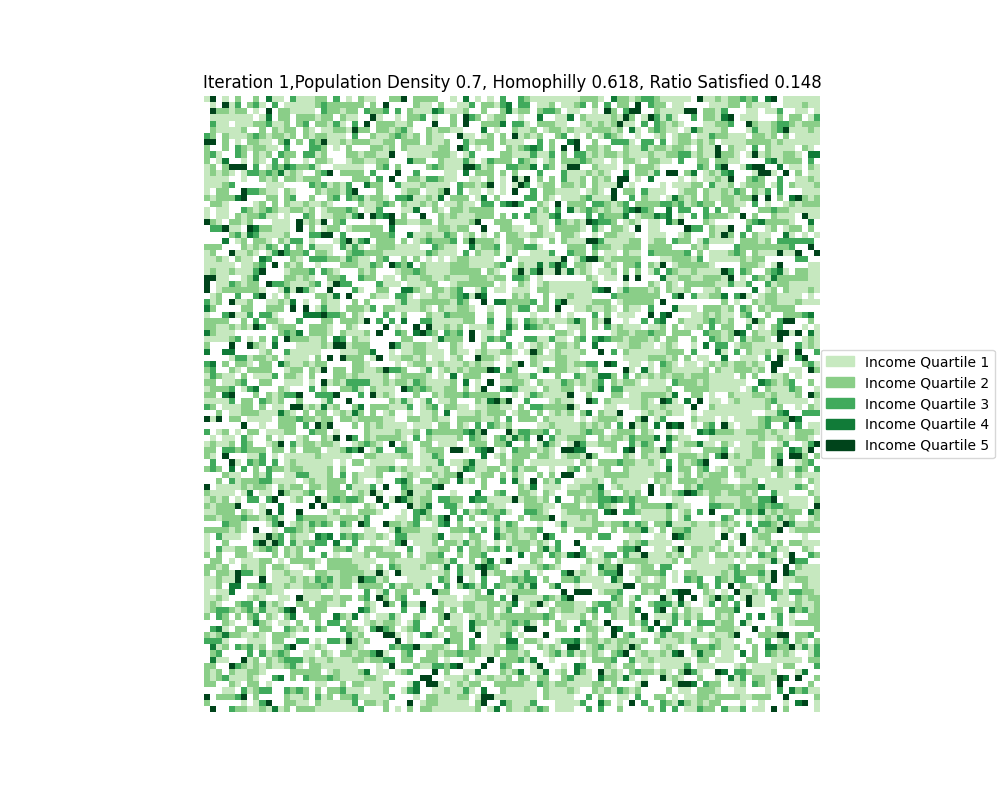 Iteration 1,Population Density 0.7, Homophilly 0.618, Ratio Satisfied 0.148
Income Quartile 1
Income Quartile 2
Income Quartile 3
Income Quartile 4
Income Quartile 5